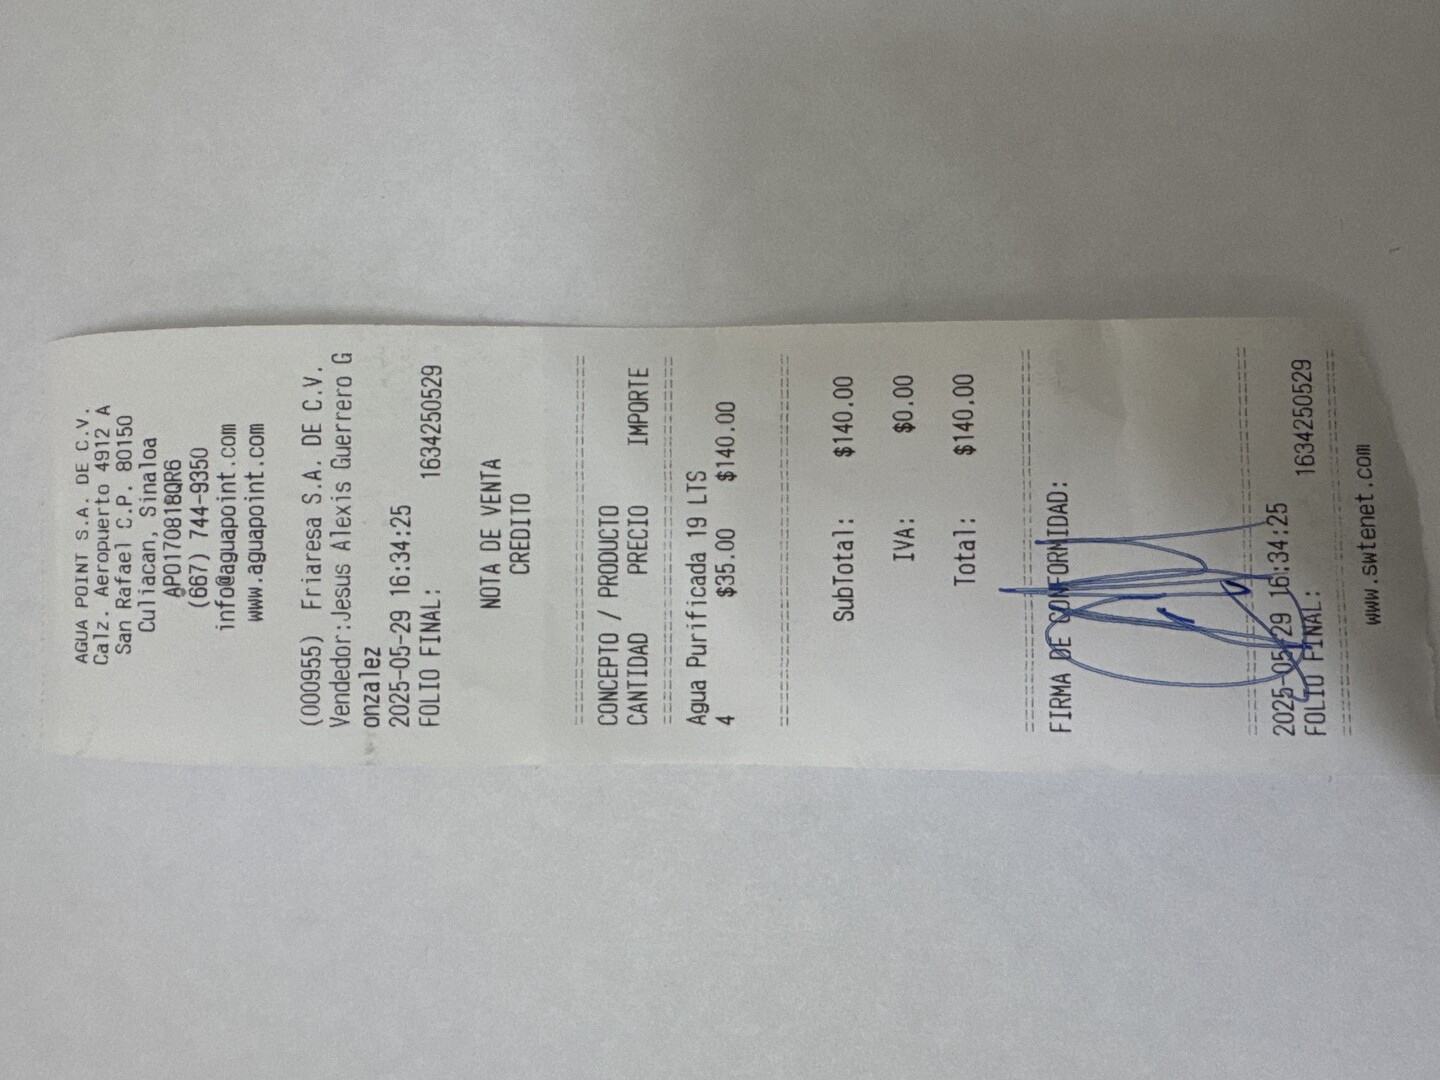 AGUA POINT S.A. DE C.V.
Calz. Aeropuerto 4912 A
San Rafael C.P. 80150
Culiacan, Sinaloa
APO170818QR6
(667) 744-9350
info@aguapoint.com
www.aguapoint.com
(000955) Friaresa S.A. DE C.V.
Vendedor:Jesus Alexis Guerrero G
onzalez
2025-05-29 16:34:25
FOLIO FINAL: 1634250529
NOTA DE VENTA
CREDITO
================================
CONCEPTO / PRODUCTO
CANTIDAD PRECIO IMPORTE
================================
Agua Purificada 19 LTS
4 $35.00 $140.00
================================
SubTotal: $140.00
IVA: $0.00
Total: $140.00
================================
FIRMA DE CONFORMIDAD:
================================
2025-05-29 16:34:25
FOLIO FINAL: 1634250529
================================
www.swtenet.com